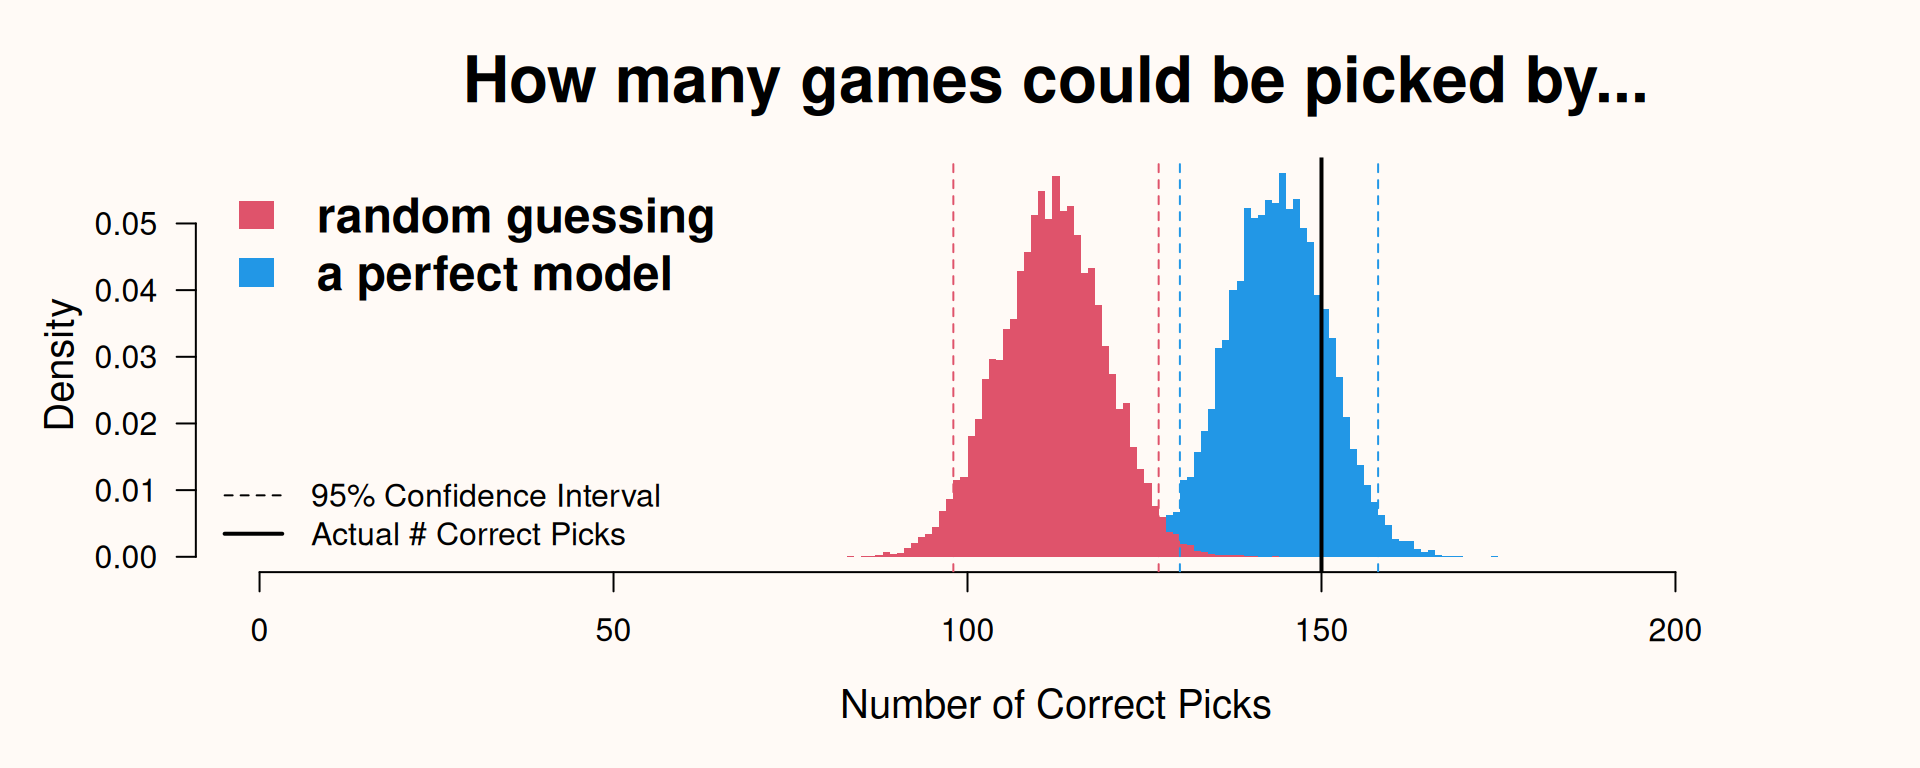 How many games could be picked by...
random guessing
a perfect model
95% Confidence Interval
Actual # Correct Picks
Density
0.05
0.04
0.03
0.02
0.01
0.00
0 50 100 150 200
Number of Correct Picks